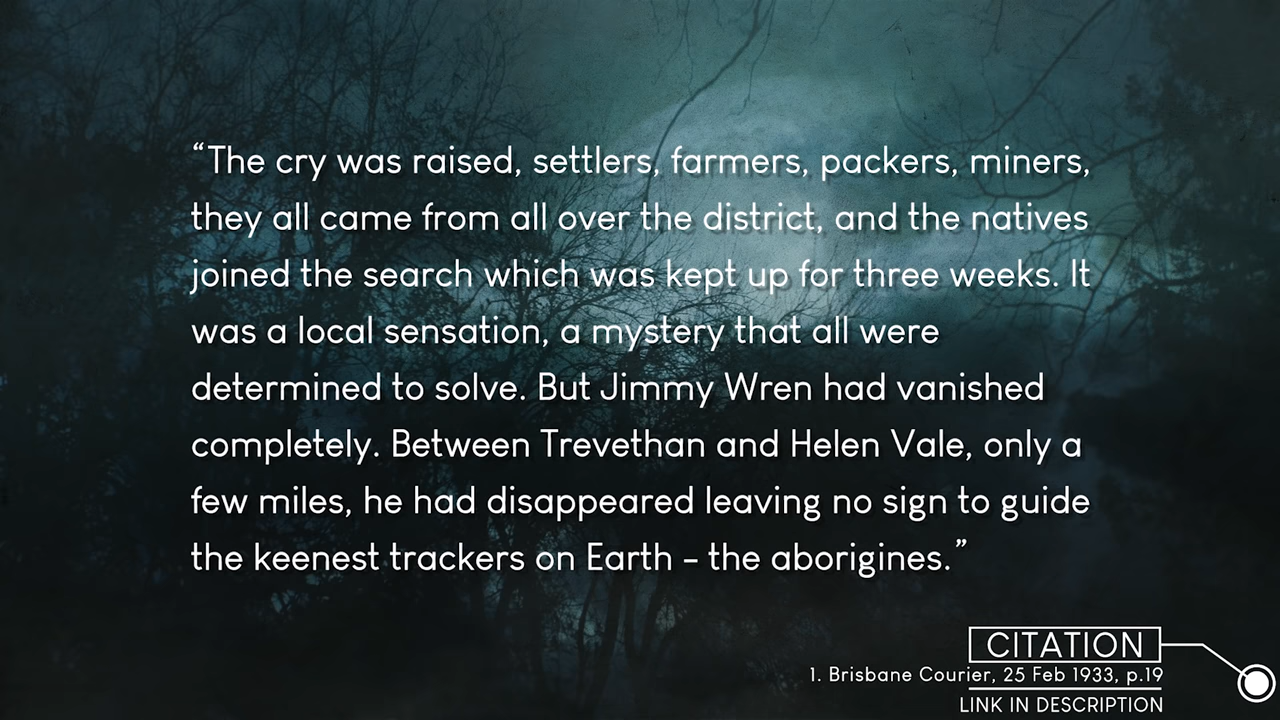 “The cry was raised, settlers, farmers, packers, miners,
they all came from all over the district, and the natives
joined the search which was kept up for three weeks. It
was a local sensation, a mystery that all were
determined to solve. But Jimmy Wren had vanished
completely. Between Trevethan and Helen Vale, only a
few miles, he had disappeared leaving no sign to guide
the keenest trackers on Earth – the aborigines.”
CITATION
1. Brisbane Courier, 25 Feb 1933, p.19
LINK IN DESCRIPTION